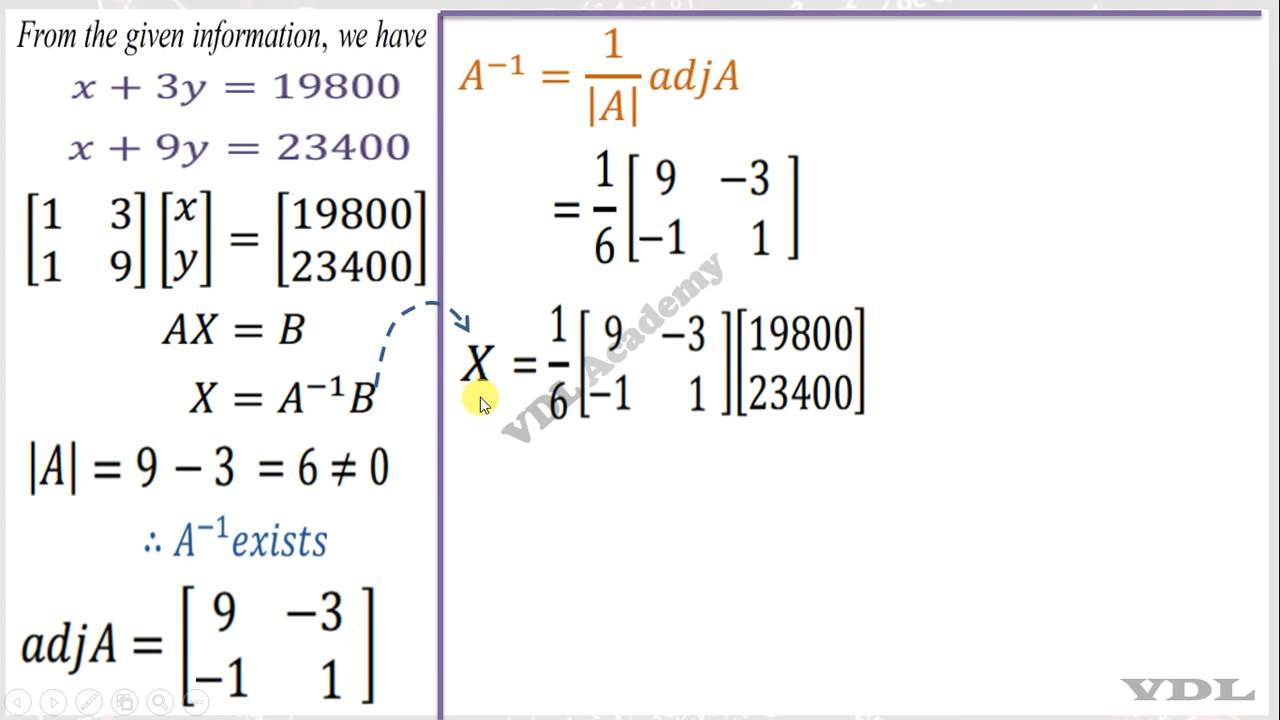 From the given information, we have
x + 3y = 19800
x + 9y = 23400
[1 3
1 9] [x
y] = [19800
23400]
AX = B
X = A⁻¹B
|A| = 9 − 3 = 6 ≠ 0
∴ A⁻¹exists
adjA = [9 −3
−1 1]
A⁻¹ = 1/|A| adjA
= 1/6 [9 −3
−1 1]
X = 1/6 [9 −3
−1 1] [19800
23400]
VDL Academy
VDL